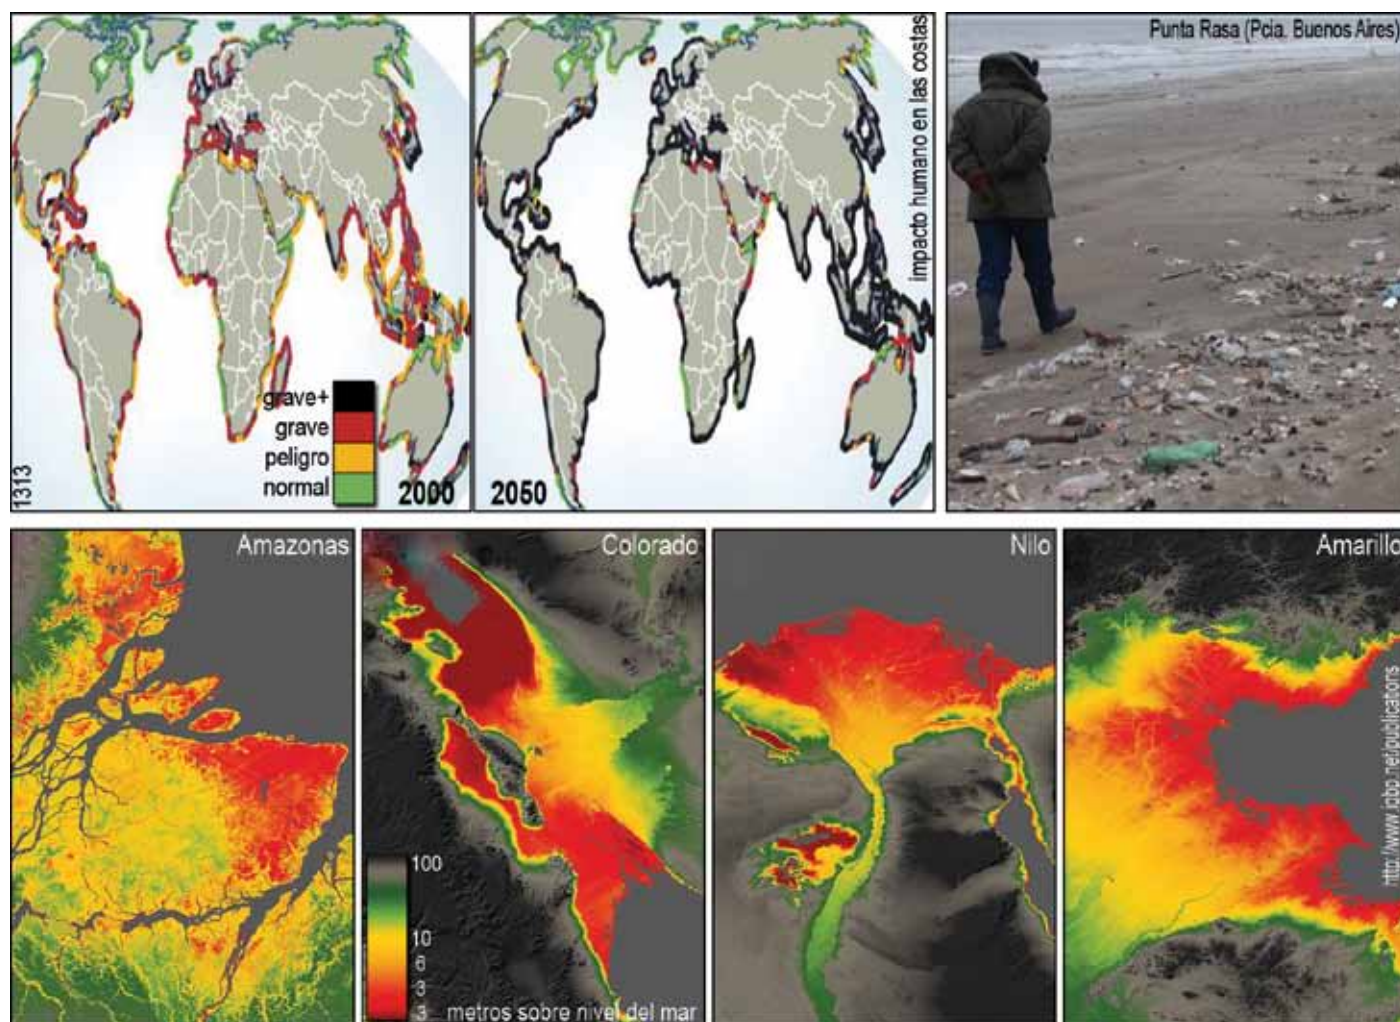 grave+
grave
peligro
normal
1313
2000
2050
impacto humano en las costas
Punta Rasa (Pcia. Buenos Aires)
Amazonas
Colorado
100
10
6
3
3
metros sobre nivel del mar
Nilo
Amarillo
http://www.igbp.net/publications